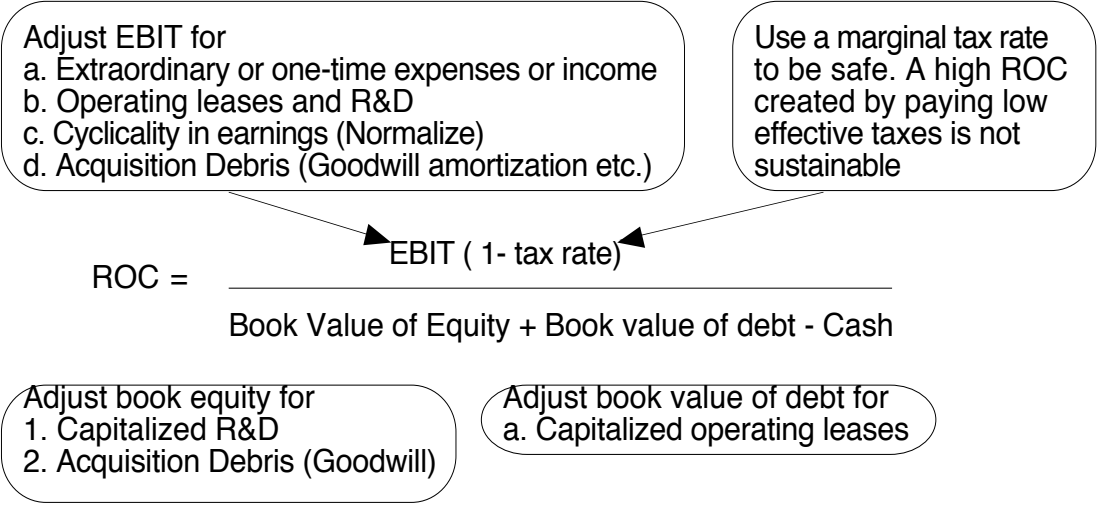 Adjust EBIT for
a. Extraordinary or one-time expenses or income
b. Operating leases and R&D
c. Cyclicality in earnings (Normalize)
d. Acquisition Debris (Goodwill amortization etc.)
Use a marginal tax rate
to be safe. A high ROC
created by paying low
effective taxes is not
sustainable
EBIT ( 1- tax rate)
ROC =
Book Value of Equity + Book value of debt - Cash
Adjust book equity for
1. Capitalized R&D
2. Acquisition Debris (Goodwill)
Adjust book value of debt for
a. Capitalized operating leases